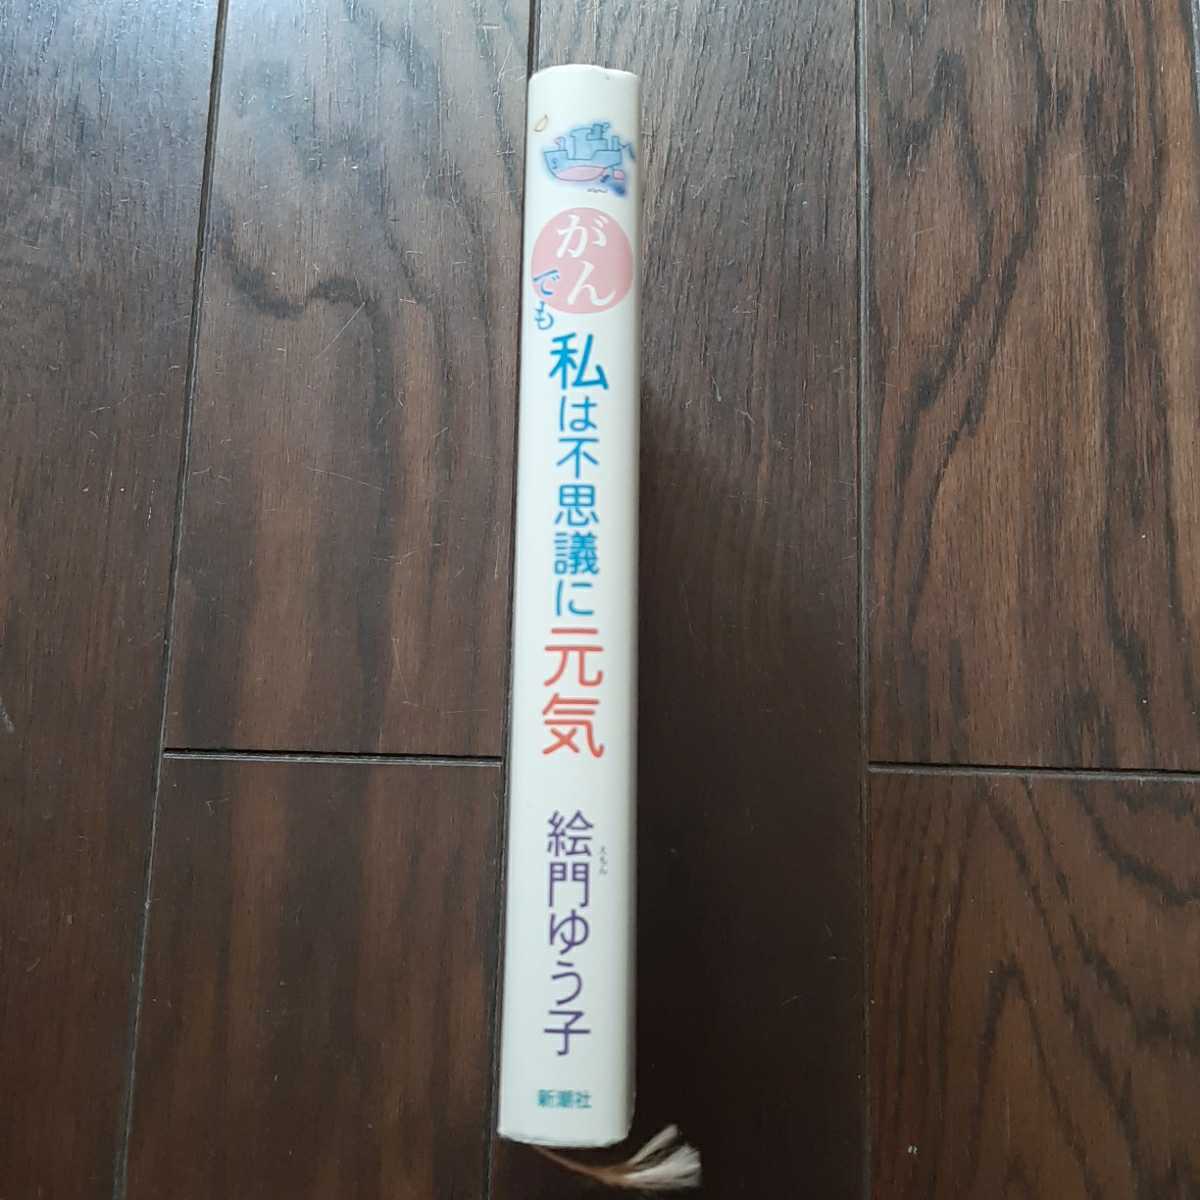 がん
でも
私は不思議に
元気
絵門ゆう子
えもん
新潮社